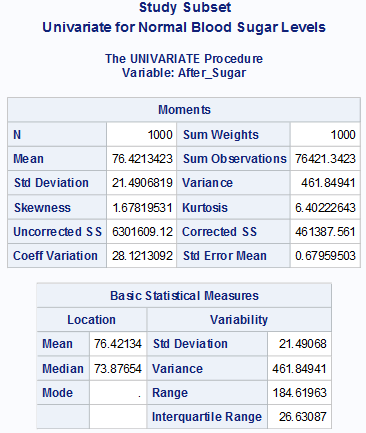 Study Subset
Univariate for Normal Blood Sugar Levels
The UNIVARIATE Procedure
Variable: After_Sugar
Moments
N 1000 Sum Weights 1000
Mean 76.4213423 Sum Observations 76421.3423
Std Deviation 21.4906819 Variance 461.84941
Skewness 1.67819531 Kurtosis 6.40222643
Uncorrected SS 6301609.12 Corrected SS 461387.561
Coeff Variation 28.1213092 Std Error Mean 0.67959503
Basic Statistical Measures
Location Variability
Mean 76.42134 Std Deviation 21.49068
Median 73.87654 Variance 461.84941
Mode . Range 184.61963
Interquartile Range 26.63087